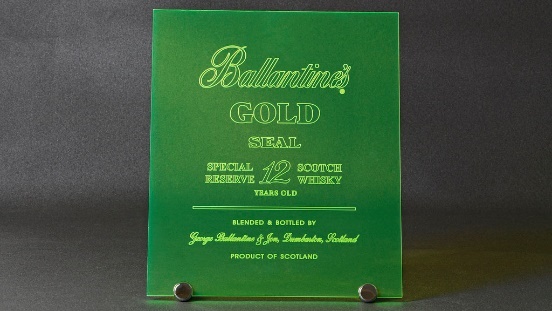 Ballantine's
GOLD
SEAL
SPECIAL RESERVE 12 SCOTCH WHISKY
YEARS OLD
BLENDED & BOTTLED BY
George Ballantine & Son, Dumbarton, Scotland
PRODUCT OF SCOTLAND